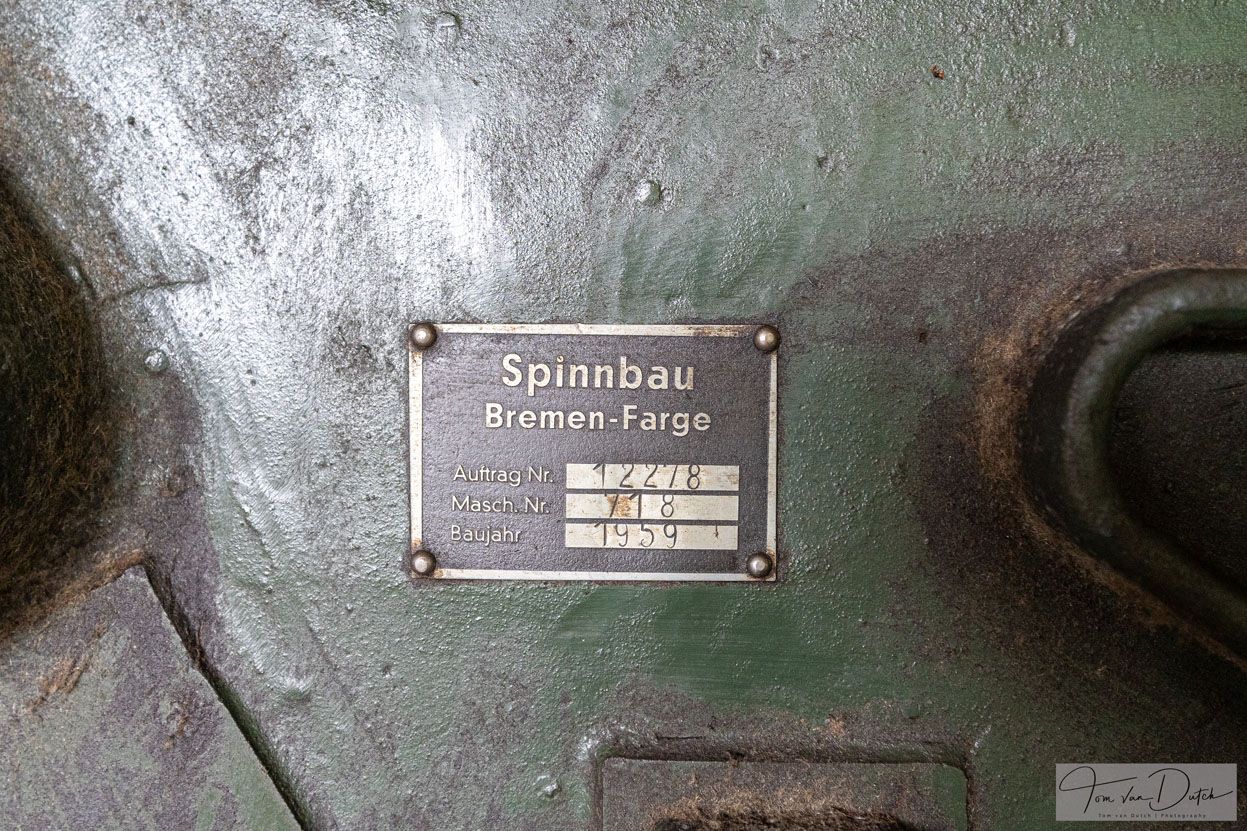 Spinnbau
Bremen-Farge
Auftrag Nr. 12278
Masch. Nr. 718
Baujahr 1959
Tom van Dutch
Tom van Dutch | Photography